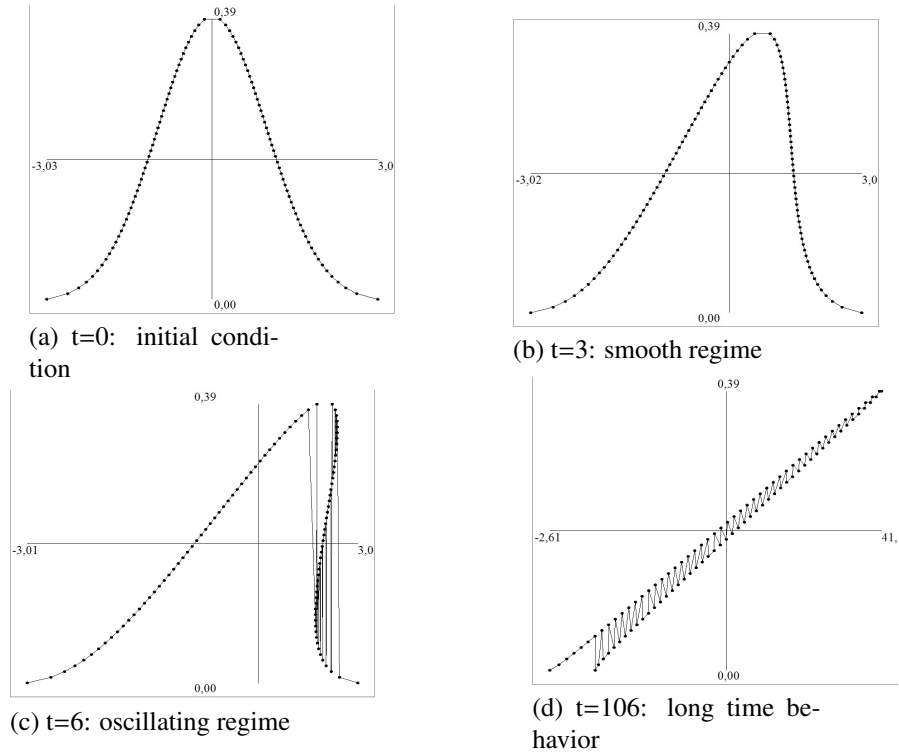 0,39
-3,03
3,0
0,00
(a) t=0: initial condi-
tion
0,39
-3,02
3,0
0,00
(b) t=3: smooth regime
0,39
-3,01
3,0
0,00
(c) t=6: oscillating regime
0,39
-2,61
41,
0,00
(d) t=106: long time be-
havior